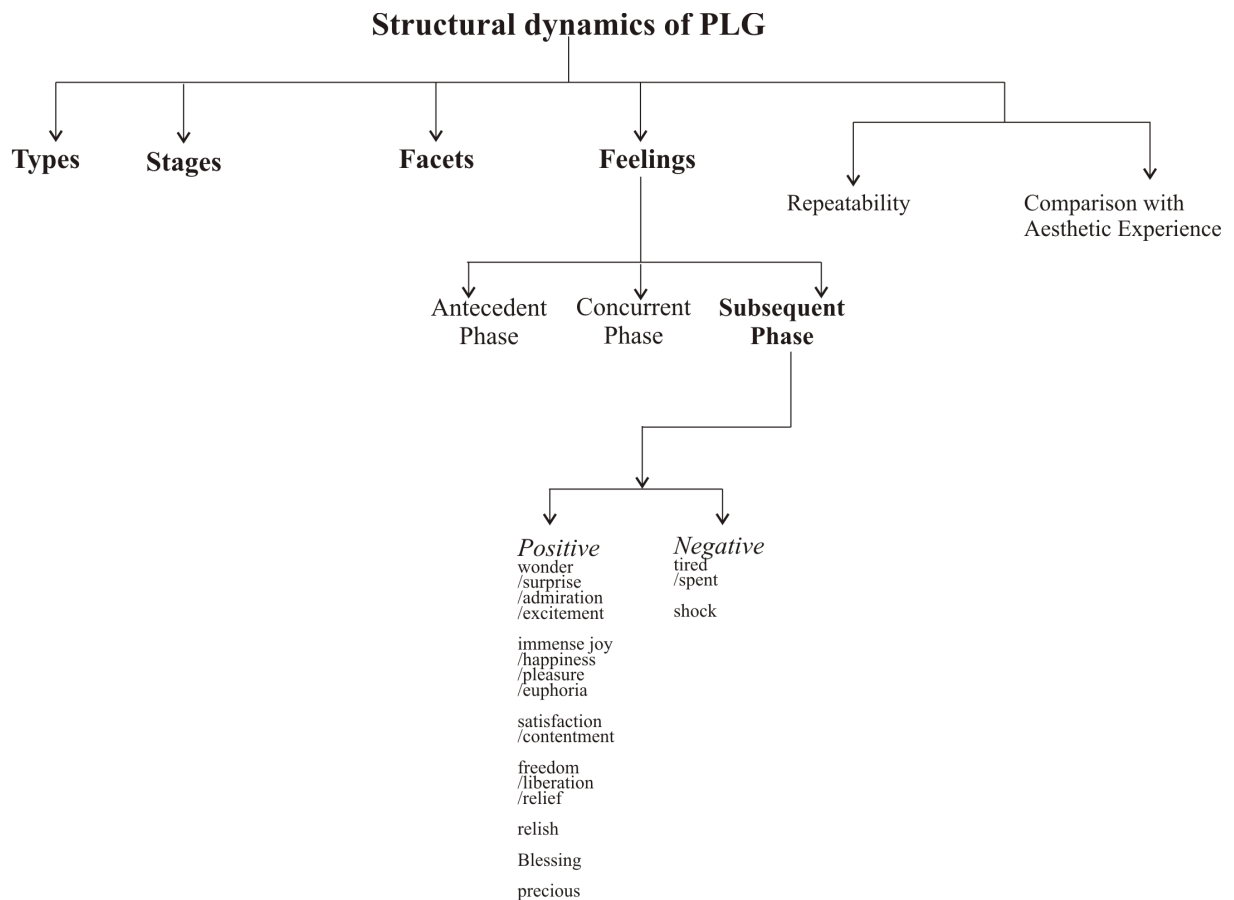 Structural dynamics of PLG
Types
Stages
Facets
Feelings
Repeatability
Comparison with
Aesthetic Experience
Antecedent
Phase
Concurrent
Phase
Subsequent
Phase
Positive
wonder
/surprise
/admiration
/excitement
immense joy
/happiness
/pleasure
/euphoria
satisfaction
/contentment
freedom
/liberation
/relief
relish
Blessing
precious
Negative
tired
/spent
shock